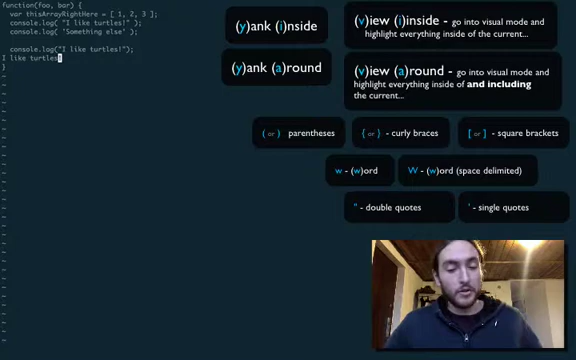 function(foo, bar) {
var thisArrayRightHere = [ 1, 2, 3 ];
console.log( "I like turtles!" );
console.log( 'Something else' );
console.log("I like turtles!");
I like turtles!
}
(y)ank (i)nside
(y)ank (a)round
(v)iew (i)inside - go into visual mode and
highlight everything inside of the current...
(v)iew (a)round - go into visual mode and
highlight everything inside of and including
the current...
( or ) parentheses
{ or } - curly braces
[ or ] - square brackets
w - (w)ord
W - (w)ord (space delimited)
" - double quotes
' - single quotes